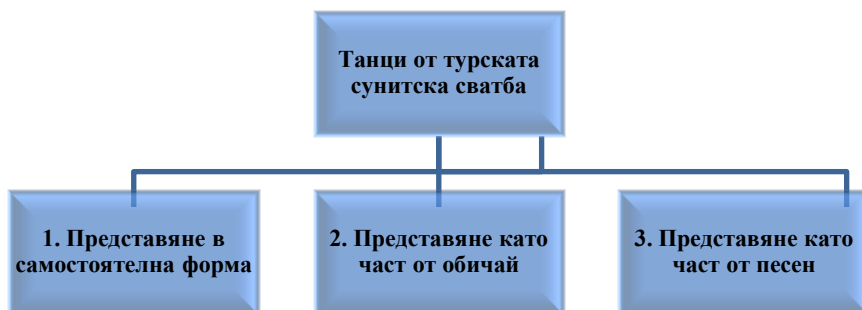 Танци от турската
сунитска сватба
1. Представяне в
самостоятелна форма
2. Представяне като
част от обичай
3. Представяне като
част от песен